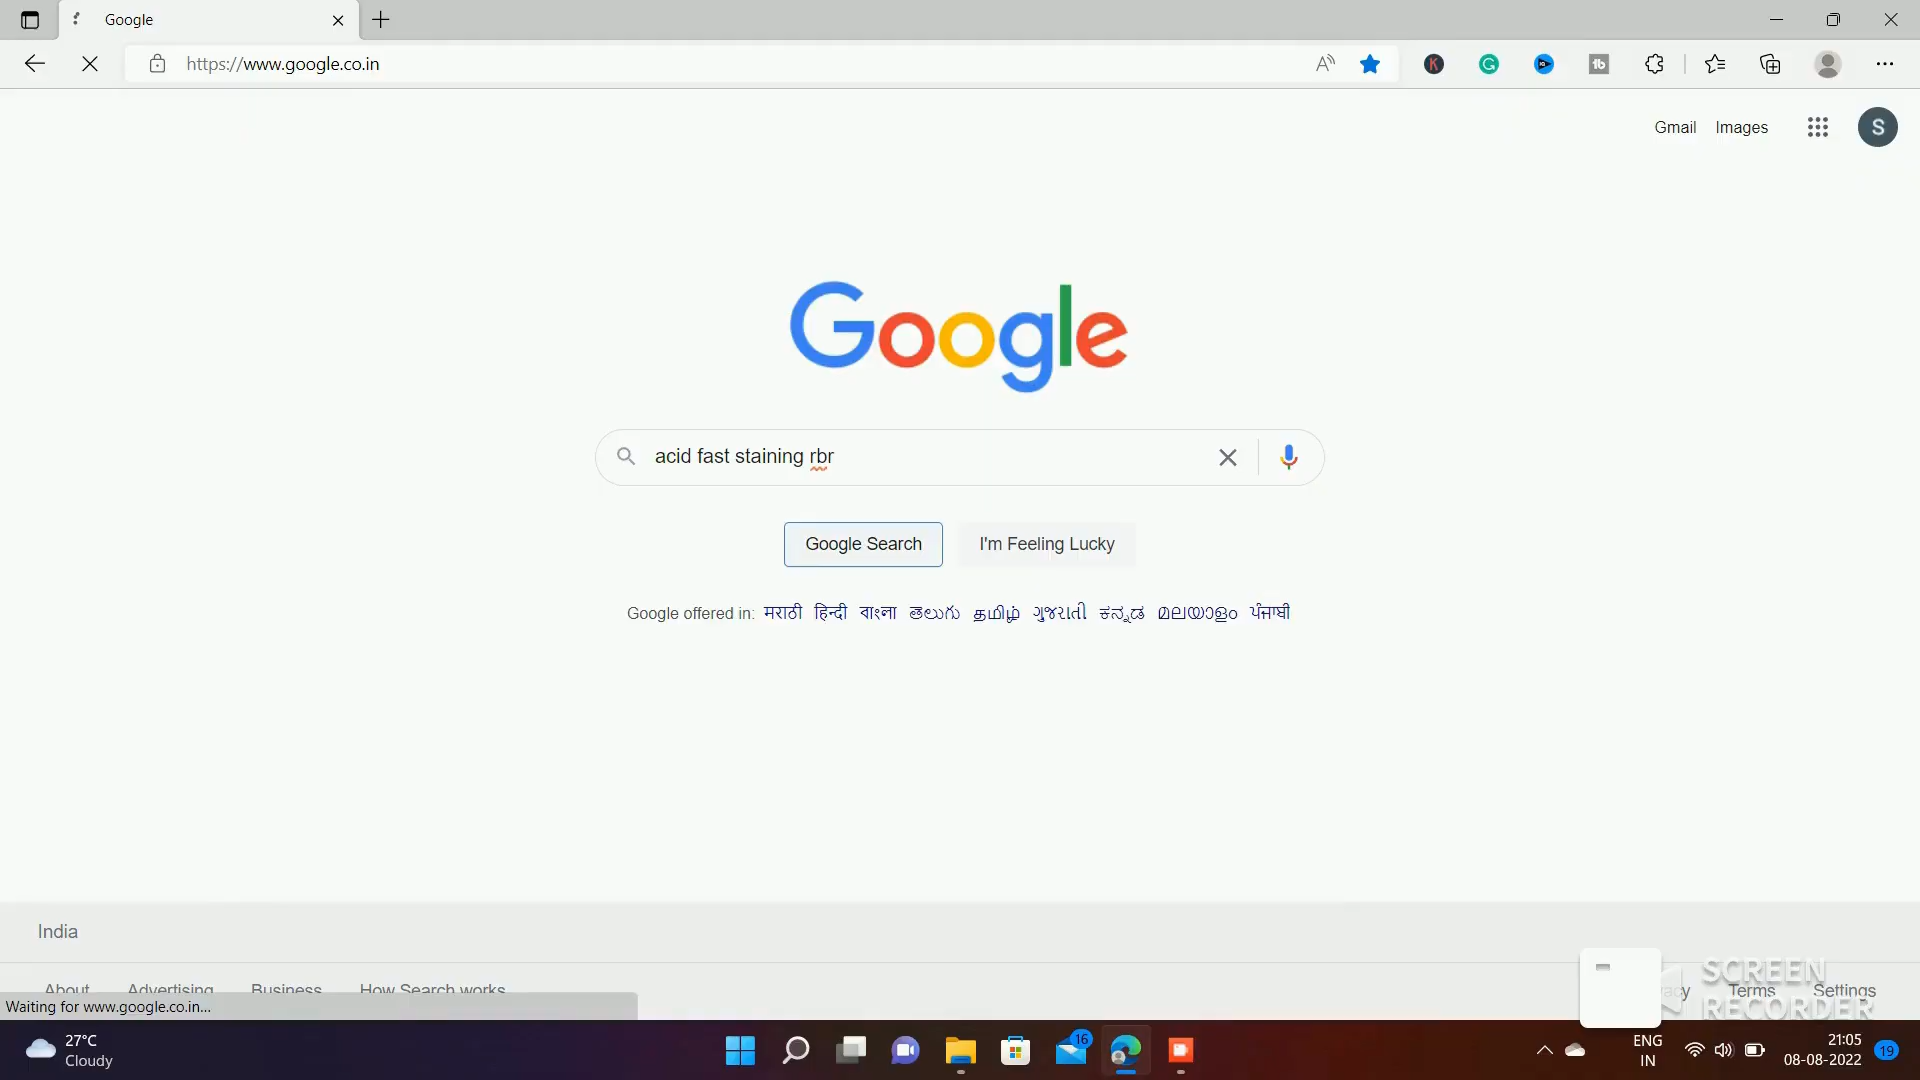 Google
https://www.google.co.in
Gmail Images
S
Google
acid fast staining rbr
Google Search I'm Feeling Lucky
Google offered in: मराठी हिन्दी বাংলা తెలుగు தமிழ் ગુજરાતી ಕನ್ನಡ മലയാളം ਪੰਜਾਬੀ
India
About Advertising Business How Search works Terms Settings
Waiting for www.google.co.in...
SCREEN
RECORDER
27°C
Cloudy
16
ENG
IN
21:05
08-08-2022
19